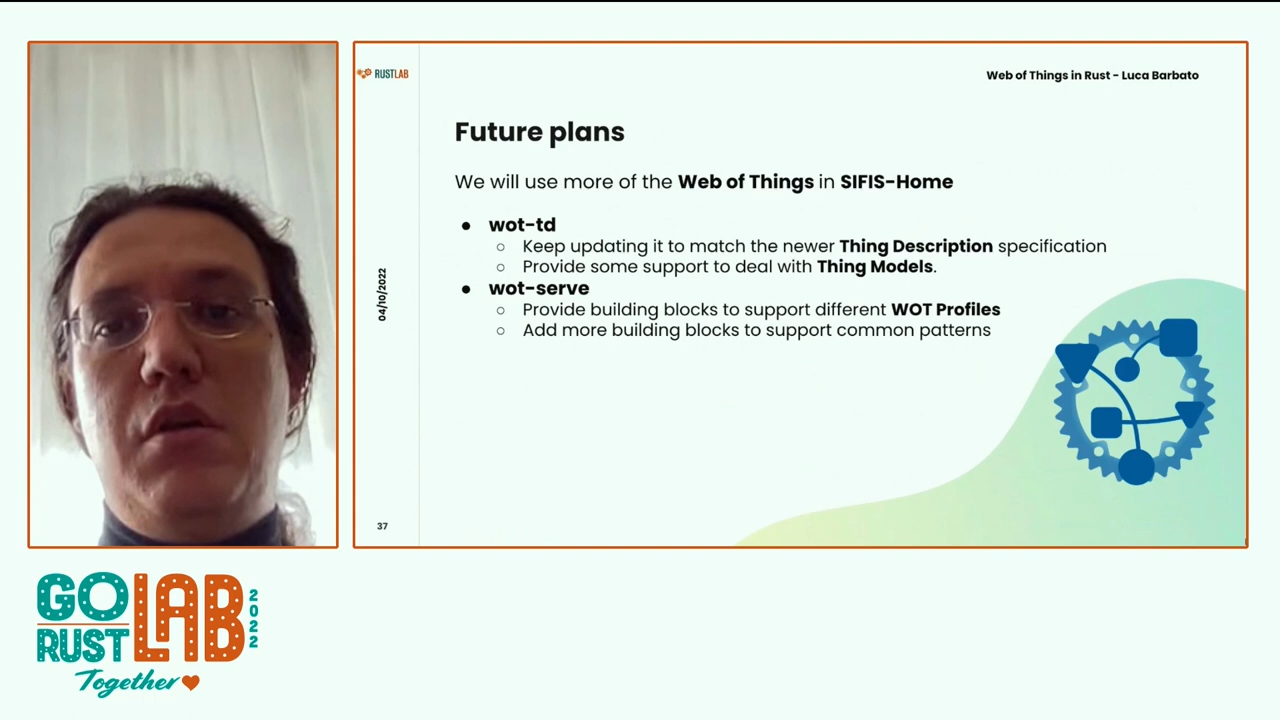 RUSTLAB
Web of Things in Rust - Luca Barbato
Future plans
We will use more of the Web of Things in SIFIS-Home
● wot-td
○ Keep updating it to match the newer Thing Description specification
○ Provide some support to deal with Thing Models.
● wot-serve
○ Provide building blocks to support different WOT Profiles
○ Add more building blocks to support common patterns
04/10/2022
37
GO LAB 2022
RUST
Together